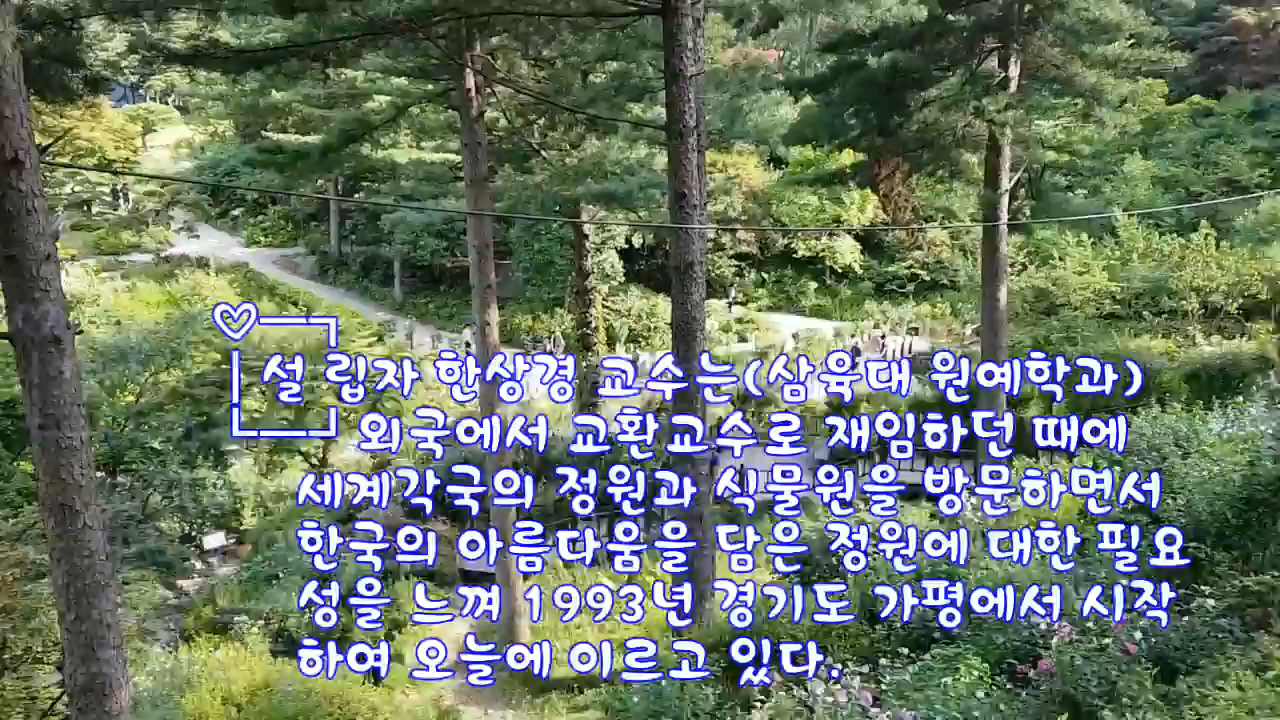 설 립자 한상경 교수는(삼육대 원예학과)
외국에서 교환교수로 재임하던 때에
세계각국의 정원과 식물원을 방문하면서
한국의 아름다움을 담은 정원에 대한 필요
성을 느껴 1993년 경기도 가평에서 시작
하여 오늘에 이르고 있다.